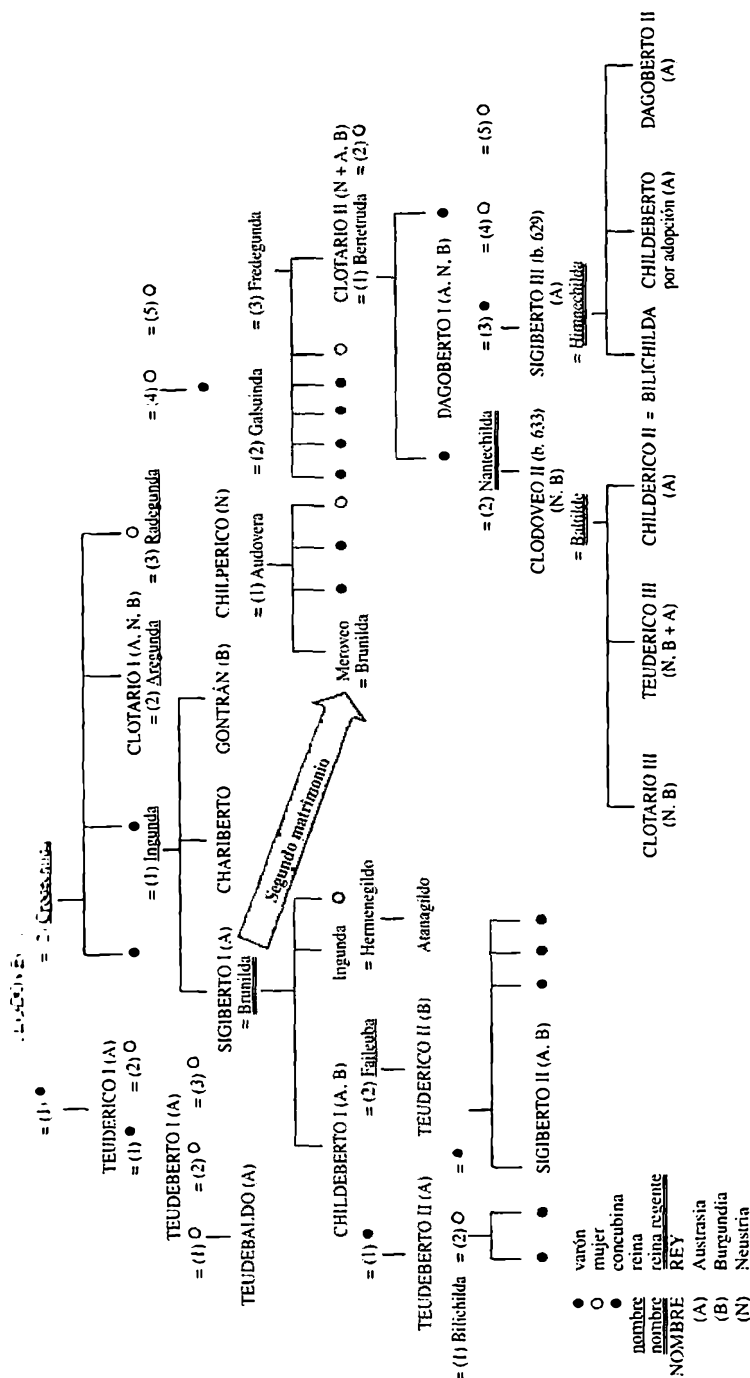 = (1) ●
TEUDERICO I (A)
= (1) ● = (2) O
TEUDEBERTO I (A)
= (1) O = (2) O = (3) O
TEUDEBALDO (A)
CLOTARIO I (A, N, B)
= (1) Ingunda = (2) Aregunda = (3) Radegunda = (4) O = (5) O
SIGIBERTO I (A)
= Brunilda
CHARIBERTO
GONTRÁN (B)
CHILPERICO (N)
= (1) Audovera = (2) Galsuinda = (3) Fredegunda
Segundo matrimonio
Meroveo
= Brunilda
CLOTARIO II (N + A, B)
= (1) Bertetruda = (2) O
CHILDEBERTO I (A, B)
= (1) ● = (2) Faileuba
Ingunda
= Hermenegildo
Atanagildo
TEUDEBERTO II (A)
= (1) Bilichilda = (2) O
TEUDERICO II (B)
= ●
SIGIBERTO II (A, B)
DAGOBERTO I (A, N, B)
= (2) Nantechilda = (3) ● = (4) O = (5) O
CLODOVEO II (b. 633)
(N, B)
= Baltilde
SIGIBERTO III (b. 629)
(A)
= Himnechilda
CLOTARIO III
(N, B)
TEUDERICO III
(N, B + A)
CHILDERICO II = BILICHILDA
(A)
CHILDEBERTO
por adopción (A)
DAGOBERTO II
(A)
● varón
O mujer
● concubina
nombre reina
nombre reina regente
NOMBRE REY
(A) Austrasia
(B) Burgundia
(N) Neustria